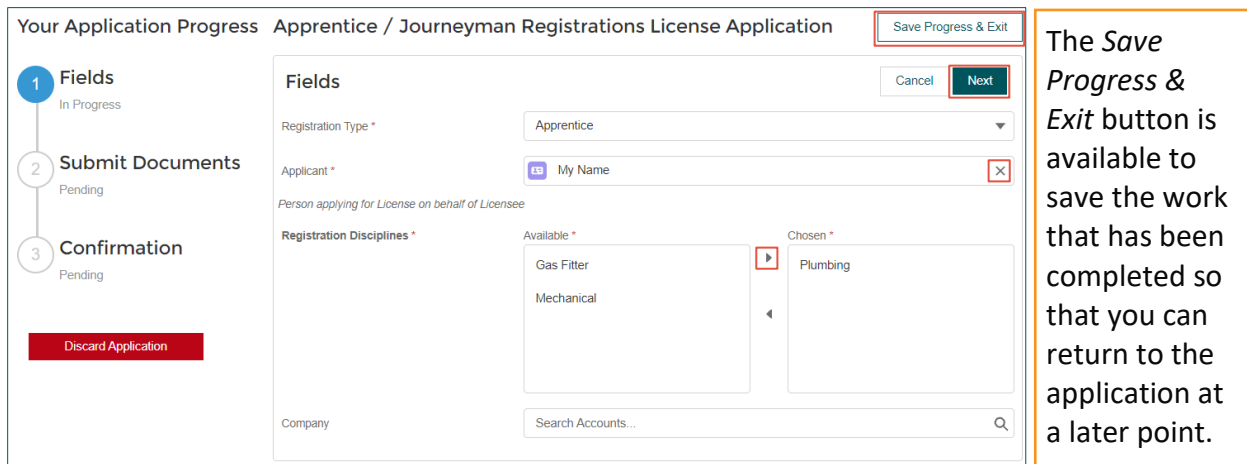 Your Application Progress
Apprentice / Journeyman Registrations License Application
Save Progress & Exit
1
Fields
In Progress
2
Submit Documents
Pending
3
Confirmation
Pending
Discard Application
Fields
Cancel
Next
Registration Type *
Apprentice
Applicant *
My Name
Person applying for License on behalf of Licensee
Registration Disciplines *
Available *
Gas Fitter
Mechanical
Chosen *
Plumbing
Company
Search Accounts...
The Save
Progress &
Exit button is
available to
save the work
that has been
completed so
that you can
return to the
application at
a later point.